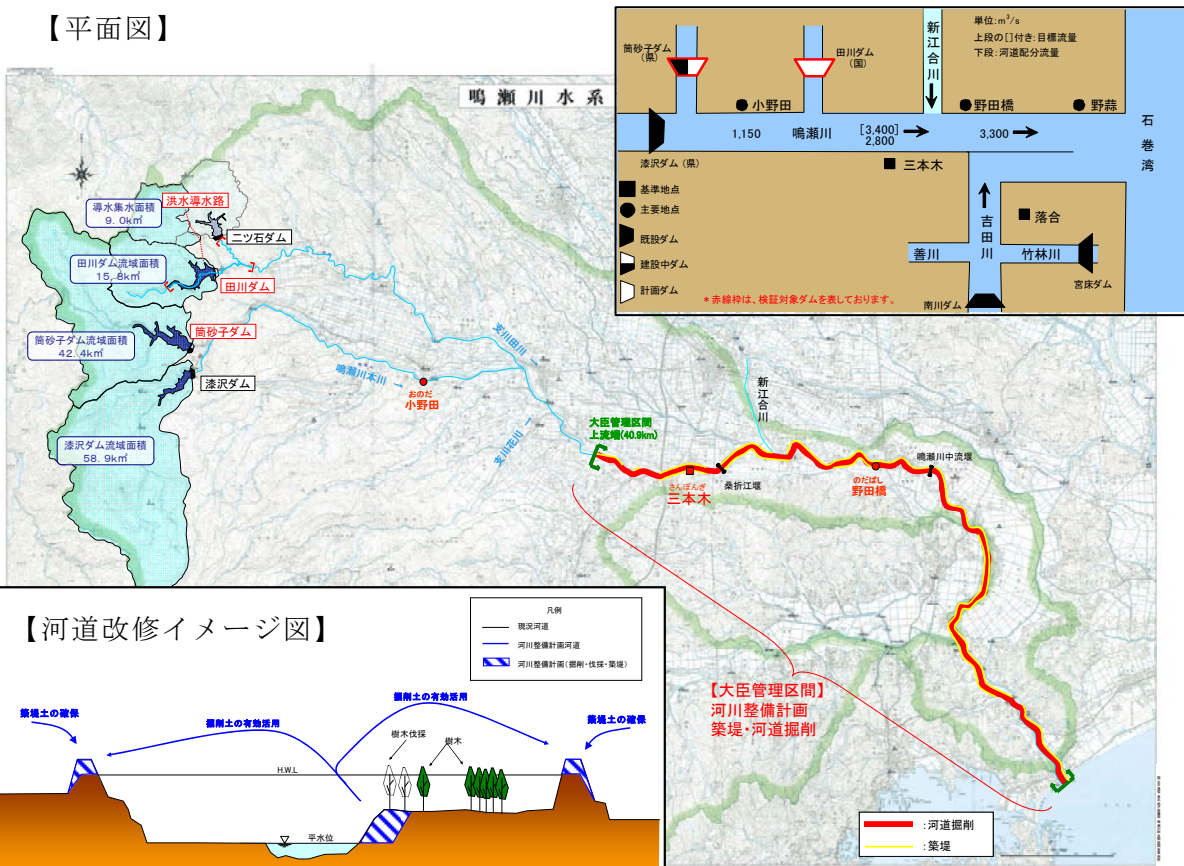 【平面図】
鳴瀬川水系
導水集水面積
9.0km²
洪水導水路
二ツ石ダム
田川ダム流域面積
15.8km²
田川ダム
筒砂子ダム流域面積
42.4km²
筒砂子ダム
漆沢ダム
漆沢ダム流域面積
58.9km²
支川田川
鳴瀬川本川
支川花川
おのだ
小野田
新江合川
大臣管理区間
上流端(40.9km)
さんぼんぎ
三本木
桑折江堰
のだばし
野田橋
鳴瀬川中流堰
【大臣管理区間】
河川整備計画
築堤・河道掘削
:河道掘削
:築堤
筒砂子ダム
(県)
田川ダム
(国)
新江合川
単位:m³/s
上段の[]付き:目標流量
下段:河道配分流量
小野田
野田橋
野蒜
石巻湾
1,150
鳴瀬川
[3,400]
2,800
3,300
漆沢ダム(県)
三本木
基準地点
主要地点
既設ダム
建設中ダム
計画ダム
吉田川
落合
善川
竹林川
宮床ダム
南川ダム
*赤線枠は、検証対象ダムを表しております。
【河道改修イメージ図】
凡例
現況河道
河川整備計画河道
河川整備計画(掘削・伐採・築堤)
築堤土の確保
掘削土の有効活用
掘削土の有効活用
築堤土の確保
樹木伐採
樹木
H.W.L
平水位